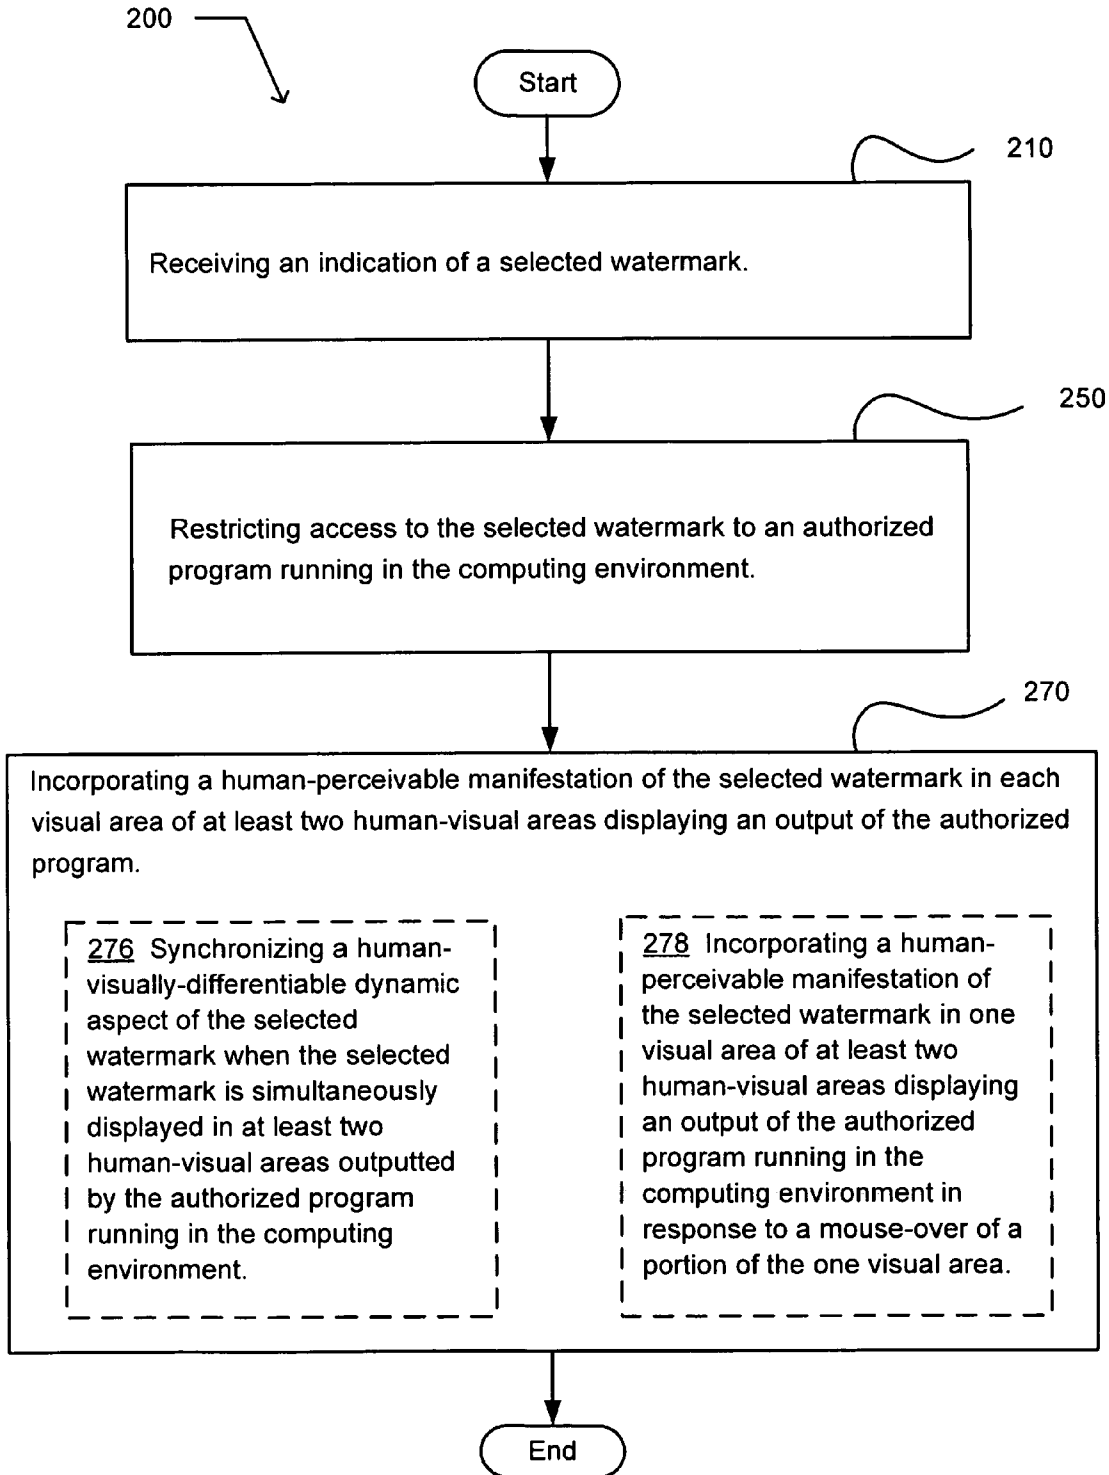 200
Start
210
Receiving an indication of a selected watermark.
250
Restricting access to the selected watermark to an authorized
program running in the computing environment.
270
Incorporating a human-perceivable manifestation of the selected watermark in each
visual area of at least two human-visual areas displaying an output of the authorized
program.
276 Synchronizing a human-
visually-differentiable dynamic
aspect of the selected
watermark when the selected
watermark is simultaneously
displayed in at least two
human-visual areas outputted
by the authorized program
running in the computing
environment.
278 Incorporating a human-
perceivable manifestation of
the selected watermark in one
visual area of at least two
human-visual areas displaying
an output of the authorized
program running in the
computing environment in
response to a mouse-over of a
portion of the one visual area.
End